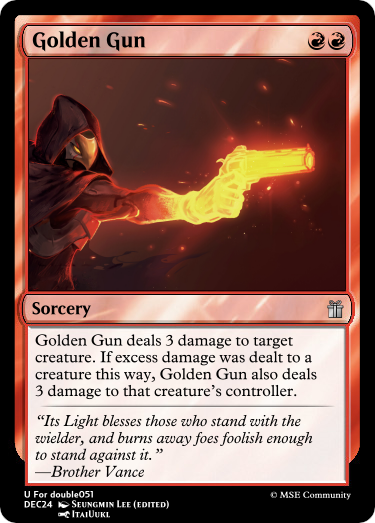 Golden Gun
Sorcery
Golden Gun deals 3 damage to target
creature. If excess damage was dealt to a
creature this way, Golden Gun also deals
3 damage to that creature's controller.
“Its Light blesses those who stand with the
wielder, and burns away foes foolish enough
to stand against it.”
—Brother Vance
U For double051
DEC24 Seungmin Lee (edited)
ItaiUukl
© MSE Community